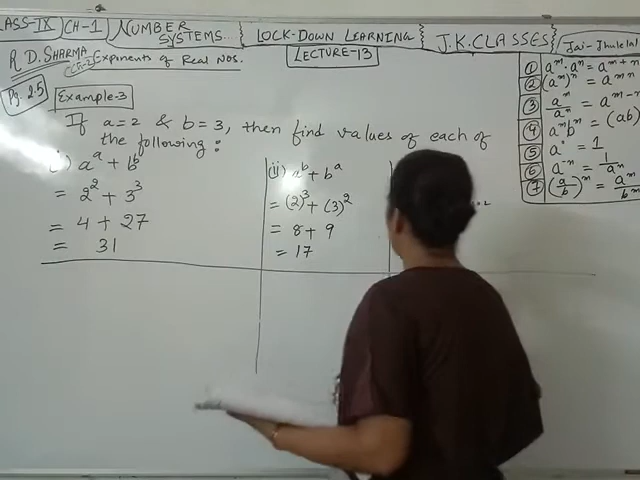 CLASS-IX CH-1 NUMBER SYSTEMS.. LOCK-DOWN LEARNING J.K.CLASSES Jai-Jhulelal
R.D. SHARMA Exponents of Real Nos. LECTURE-13
Pg. 2.5
Example-3
If a=2 & b=3, then find values of each of
the following:
(i) a^a + b^b
= 2^2 + 3^3
= 4 + 27
= 31
(ii) a^b + b^a
= (2)^3 + (3)^2
= 8 + 9
= 17
① a^m · a^n = a^{m+n}
② (a^m)^n = a^{mn}
③ a^m/a^n = a^{m-n}
④ a^m b^m = (ab)
⑤ a° = 1
⑥ a^{-n} = 1/a^n
⑦ (a/b)^m = a^m/b^m